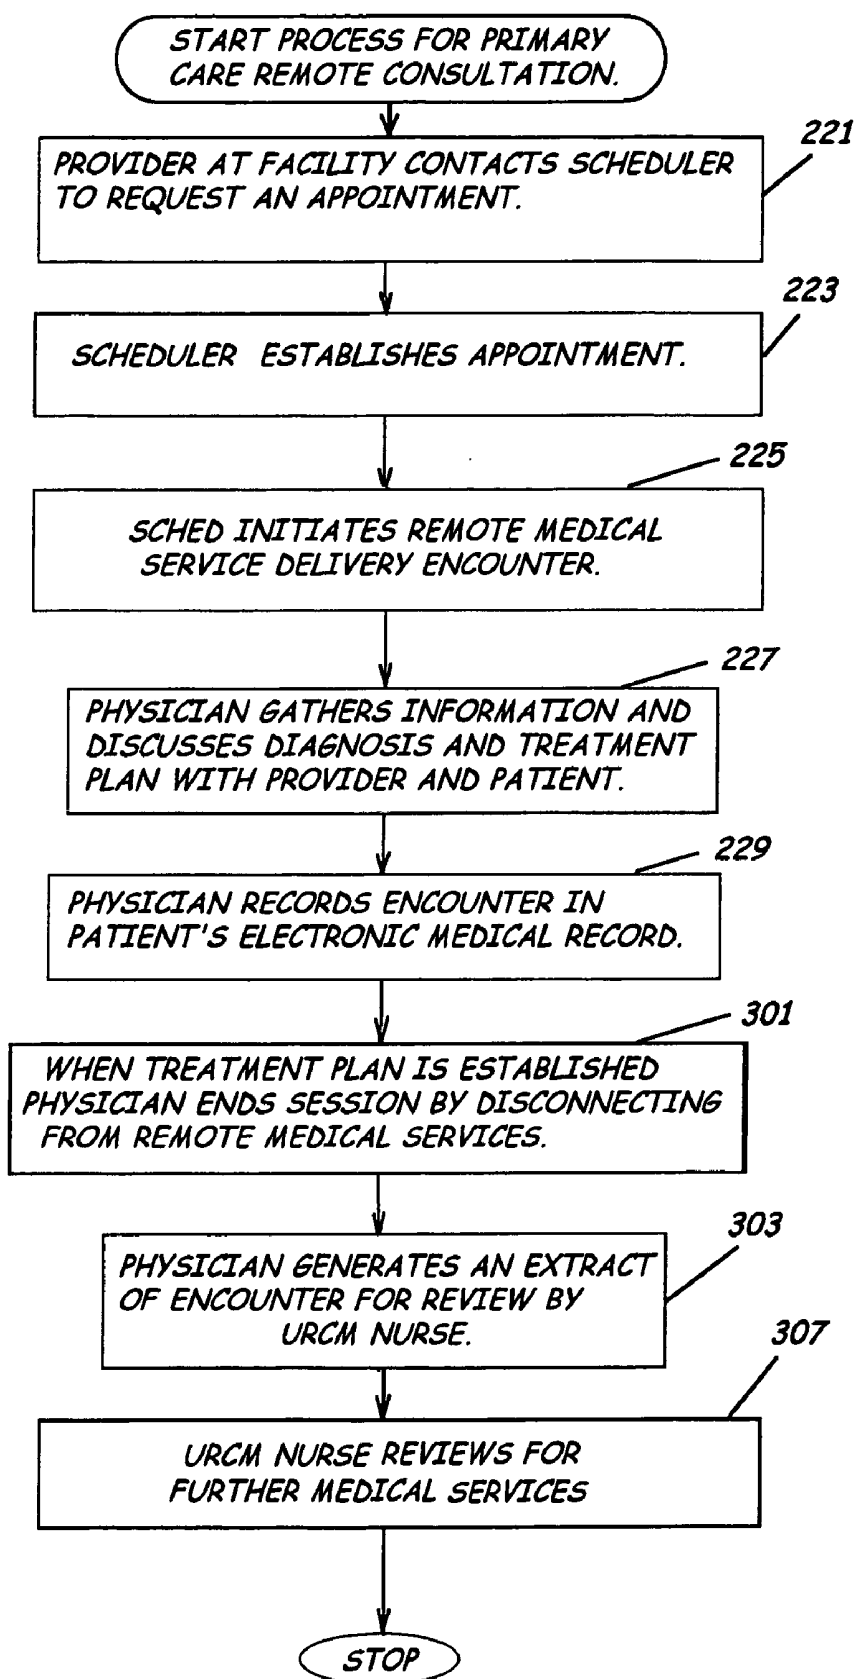 START PROCESS FOR PRIMARY
CARE REMOTE CONSULTATION.
221
PROVIDER AT FACILITY CONTACTS SCHEDULER
TO REQUEST AN APPOINTMENT.
223
SCHEDULER ESTABLISHES APPOINTMENT.
225
SCHED INITIATES REMOTE MEDICAL
SERVICE DELIVERY ENCOUNTER.
227
PHYSICIAN GATHERS INFORMATION AND
DISCUSSES DIAGNOSIS AND TREATMENT
PLAN WITH PROVIDER AND PATIENT.
229
PHYSICIAN RECORDS ENCOUNTER IN
PATIENT'S ELECTRONIC MEDICAL RECORD.
301
WHEN TREATMENT PLAN IS ESTABLISHED
PHYSICIAN ENDS SESSION BY DISCONNECTING
FROM REMOTE MEDICAL SERVICES.
303
PHYSICIAN GENERATES AN EXTRACT
OF ENCOUNTER FOR REVIEW BY
URCM NURSE.
307
URCM NURSE REVIEWS FOR
FURTHER MEDICAL SERVICES
STOP